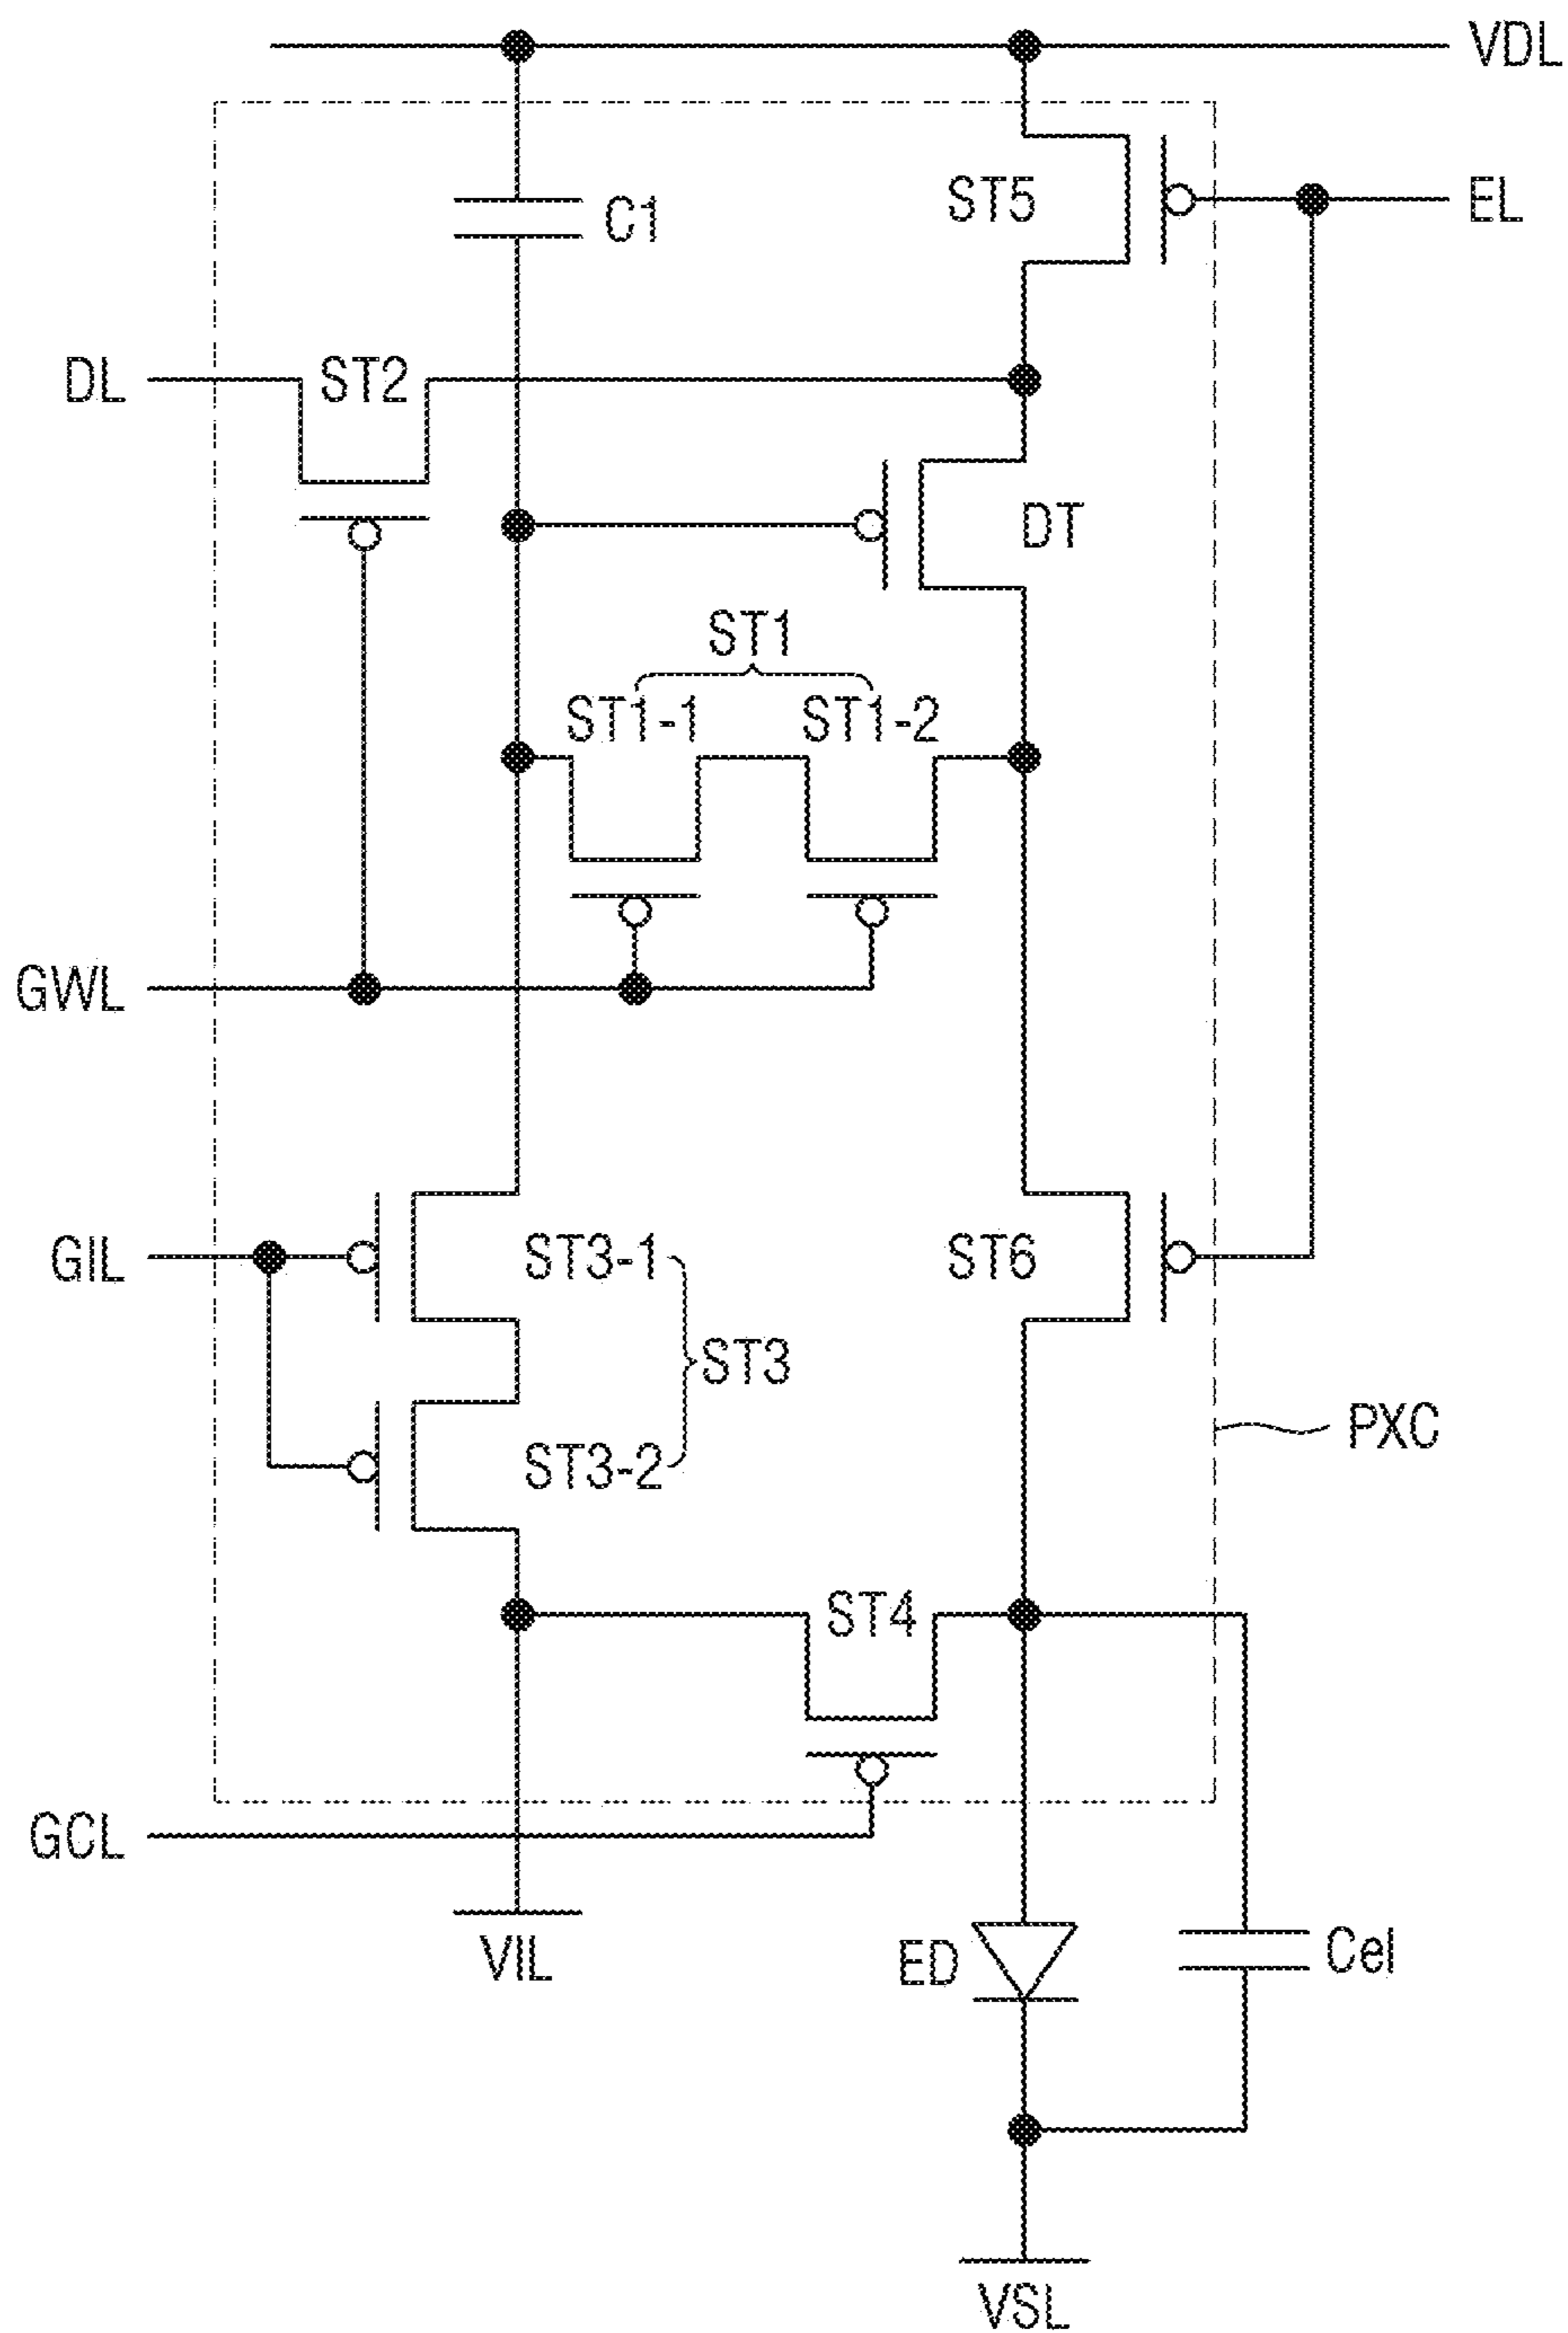 VDL
ST5
EL
C1
DL
ST2
DT
ST1
ST1-1
ST1-2
GWL
GIL
ST3-1
ST6
ST3
ST3-2
PXC
ST4
GCL
VIL
ED
Cel
VSL